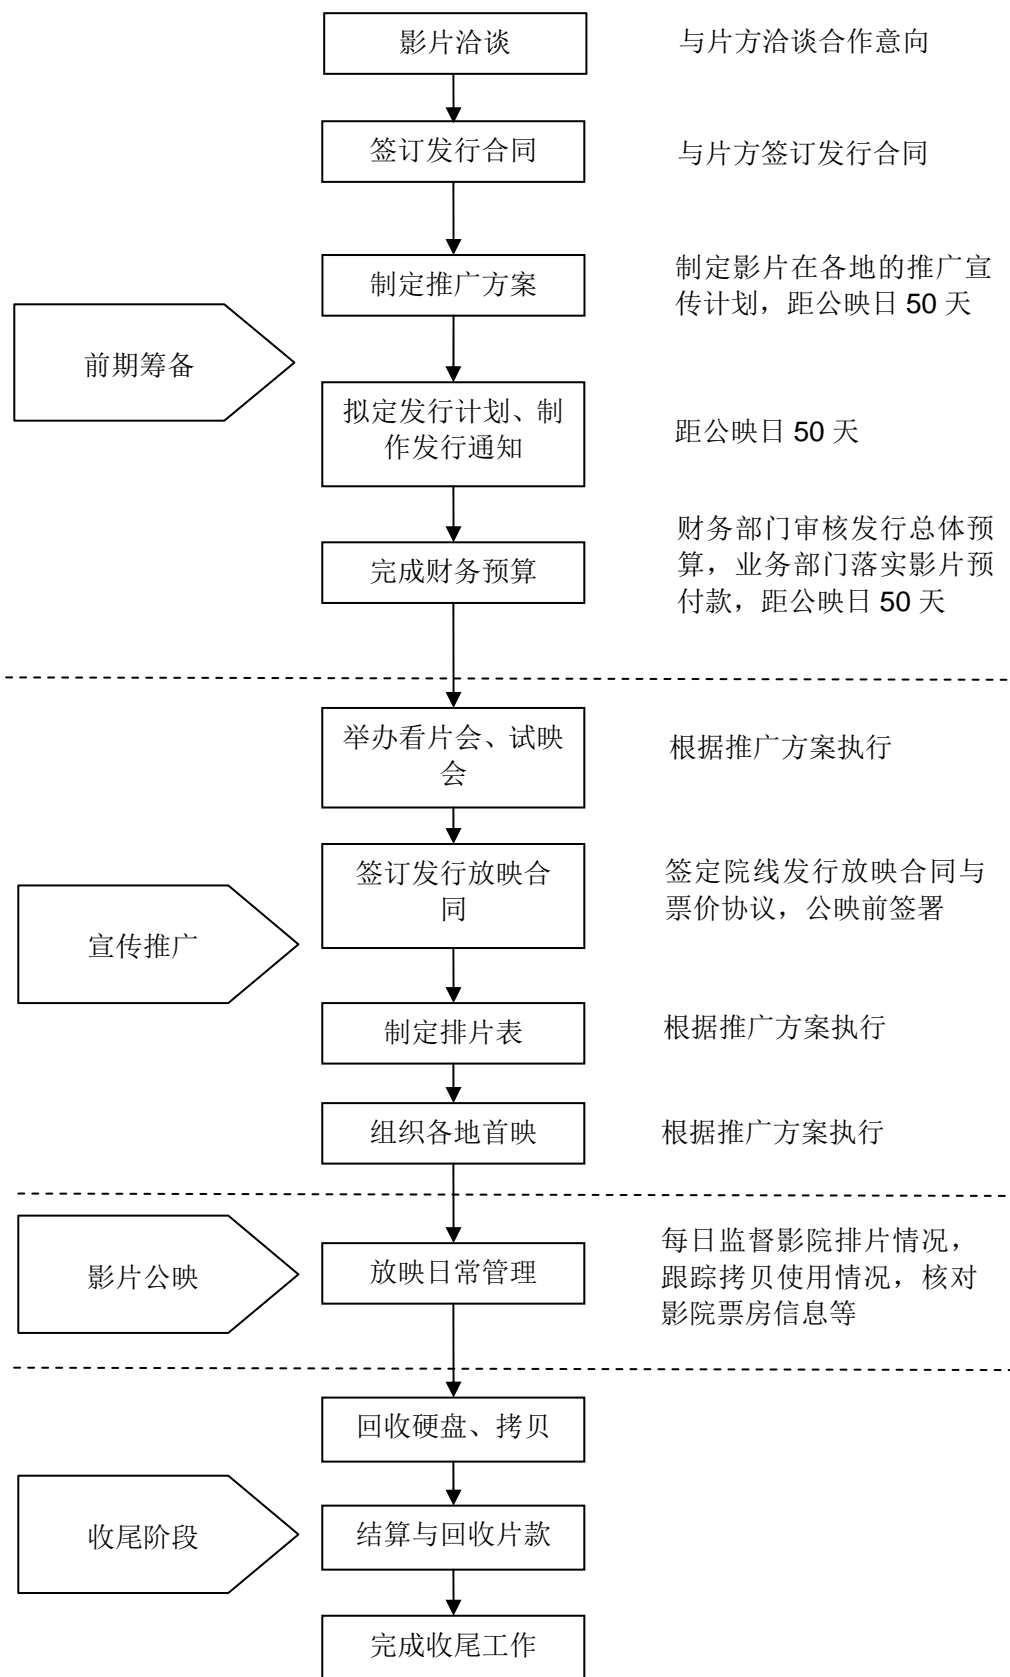 影片洽谈
与片方洽谈合作意向
签订发行合同
与片方签订发行合同
制定推广方案
制定影片在各地的推广宣
传计划，距公映日 50 天
前期筹备
拟定发行计划、制
作发行通知
距公映日 50 天
完成财务预算
财务部门审核发行总体预
算，业务部门落实影片预
付款，距公映日 50 天
举办看片会、试映
会
根据推广方案执行
签订发行放映合
同
签定院线发行放映合同与
票价协议，公映前签署
宣传推广
制定排片表
根据推广方案执行
组织各地首映
根据推广方案执行
影片公映
放映日常管理
每日监督影院排片情况，
跟踪拷贝使用情况，核对
影院票房信息等
回收硬盘、拷贝
收尾阶段
结算与回收片款
完成收尾工作